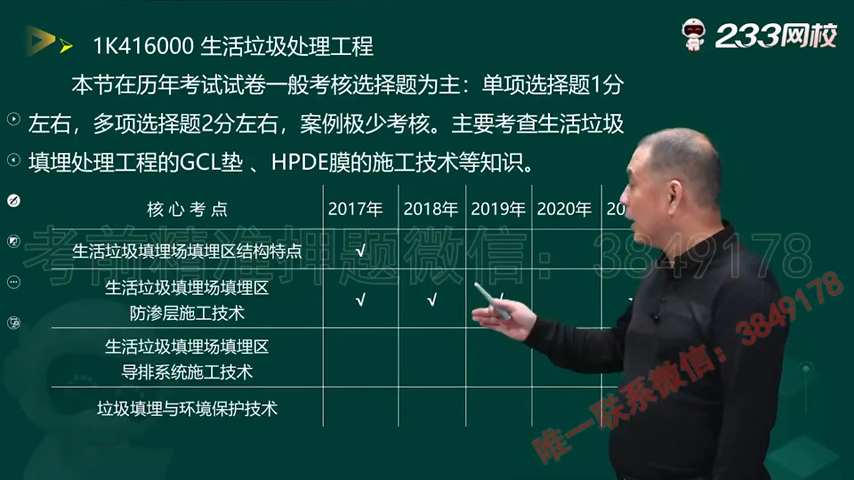 1K416000 生活垃圾处理工程
233网校
本节在历年考试试卷一般考核选择题为主：单项选择题1分
左右，多项选择题2分左右，案例极少考核。主要考查生活垃圾
填埋处理工程的GCL垫 、HPDE膜的施工技术等知识。
核心考点 2017年 2018年 2019年 2020年 20
生活垃圾填埋场填埋区结构特点 √
生活垃圾填埋场填埋区
防渗层施工技术 √ √ √
生活垃圾填埋场填埋区
导排系统施工技术
垃圾填埋与环境保护技术
考前精准押题微信：3849178
唯一联系微信：3849178